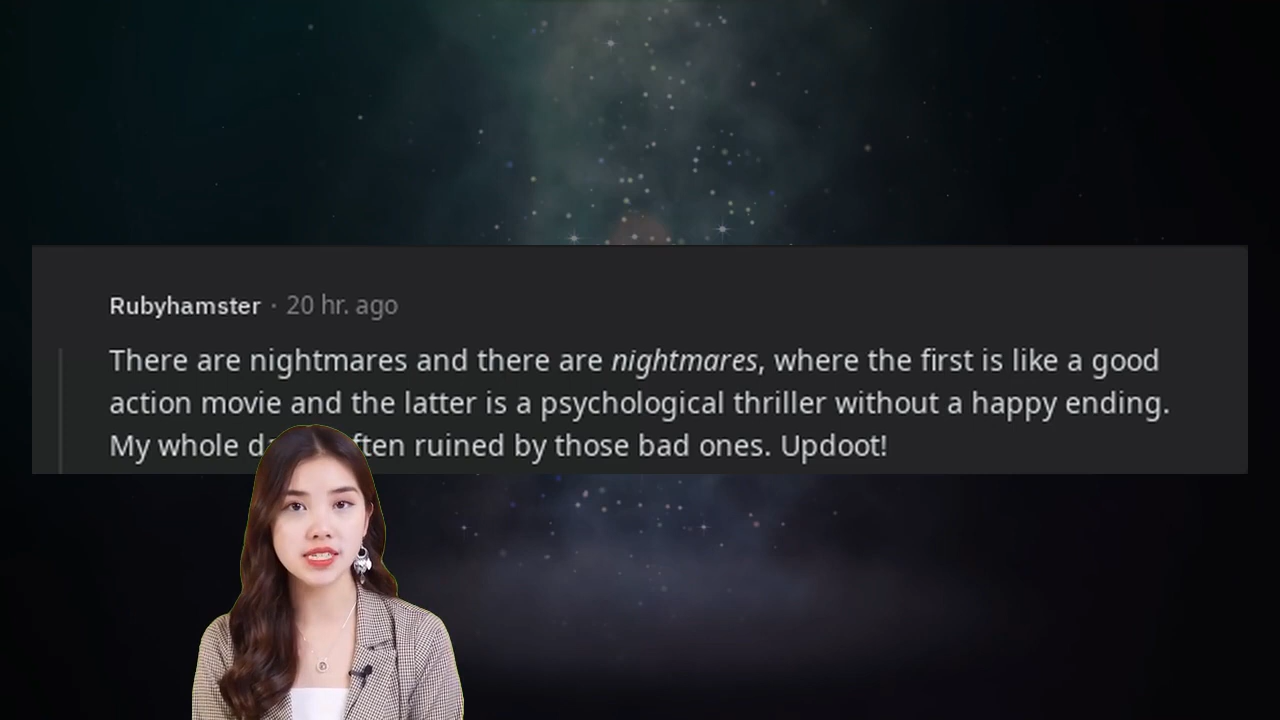 Rubyhamster · 20 hr. ago
There are nightmares and there are nightmares, where the first is like a good
action movie and the latter is a psychological thriller without a happy ending.
My whole ruined by those bad ones. Updoot!